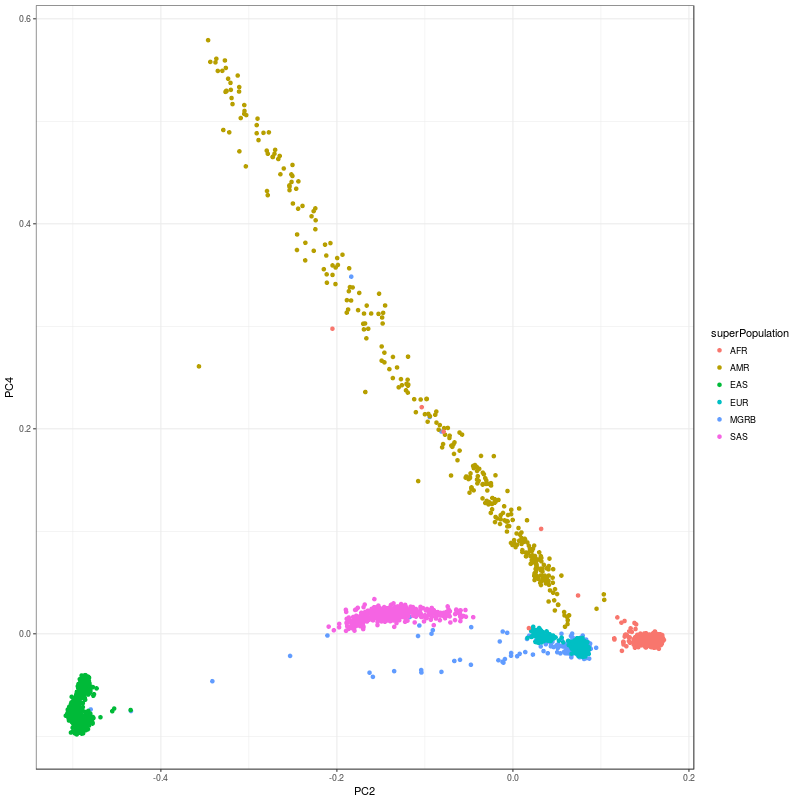 0.6
0.4
0.2
0.0
PC4
-0.4
-0.2
0.0
0.2
PC2
superPopulation
AFR
AMR
EAS
EUR
MGRB
SAS